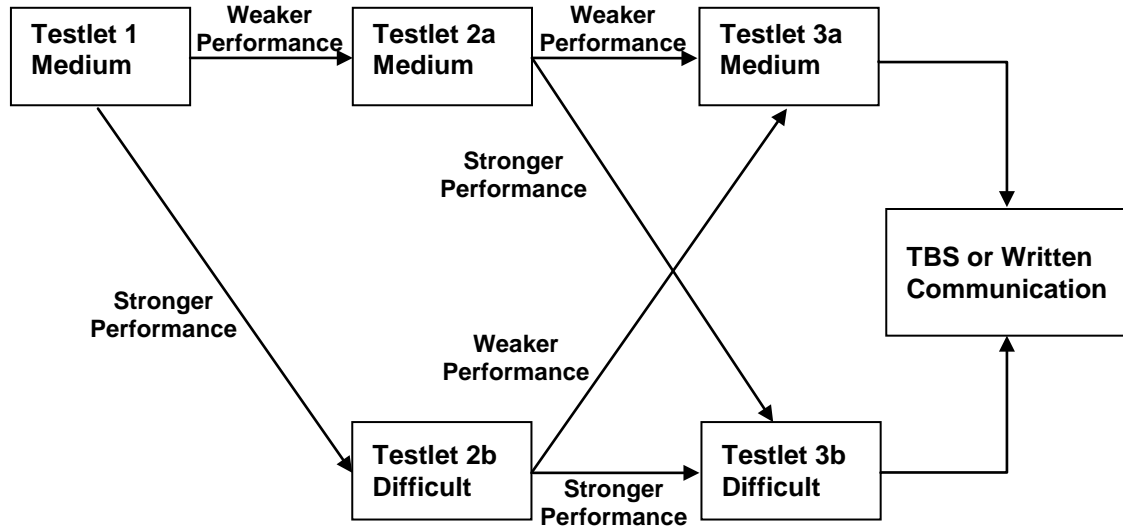 Testlet 1
Medium
Weaker
Performance
Testlet 2a
Medium
Weaker
Performance
Testlet 3a
Medium
Stronger
Performance
TBS or Written
Communication
Stronger
Performance
Weaker
Performance
Testlet 2b
Difficult
Stronger
Performance
Testlet 3b
Difficult